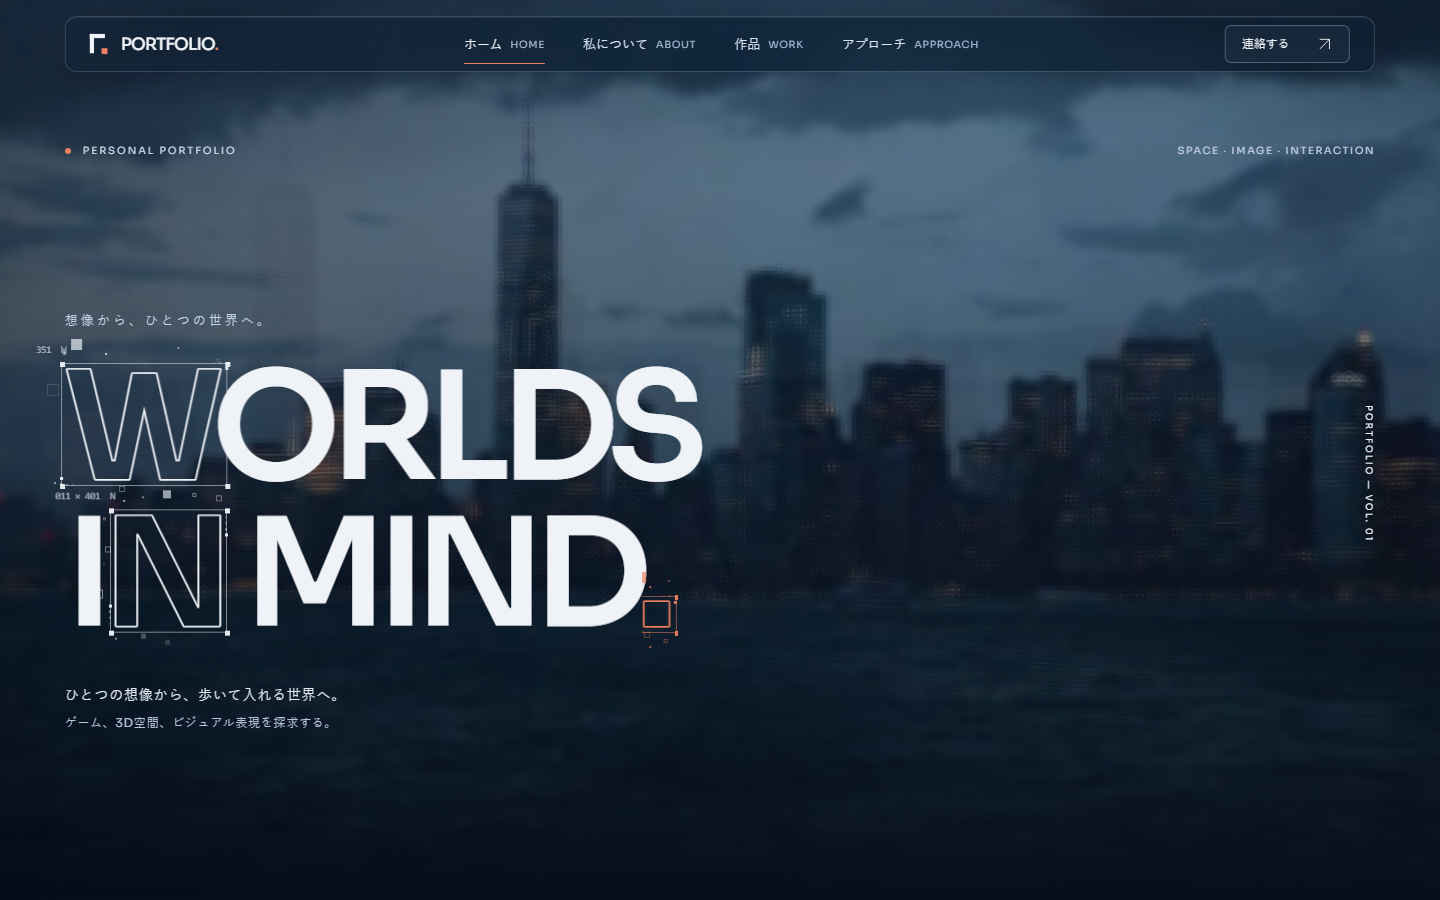 PORTFOLIO.
ホーム HOME
私について ABOUT
作品 WORK
アプローチ APPROACH
連絡する
PERSONAL PORTFOLIO
SPACE · IMAGE · INTERACTION
想像から、ひとつの世界へ。
351 W
WORLDS
011 × 401 N
IN MIND.
PORTFOLIO — VOL. 01
ひとつの想像から、歩いて入れる世界へ。
ゲーム、3D空間、ビジュアル表現を探求する。